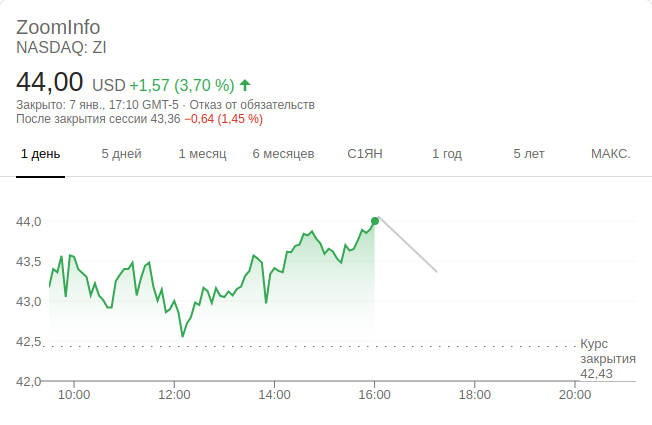 ZoomInfo
NASDAQ: ZI
44,00 USD +1,57 (3,70 %)
Закрыто: 7 янв., 17:10 GMT-5 · Отказ от обязательств
После закрытия сессии 43,36 −0,64 (1,45 %)
1 день 5 дней 1 месяц 6 месяцев С1ЯН 1 год 5 лет МАКС.
44,0
43,5
43,0
42,5
Курс
закрытия
42,43
42,0
10:00 12:00 14:00 16:00 18:00 20:00